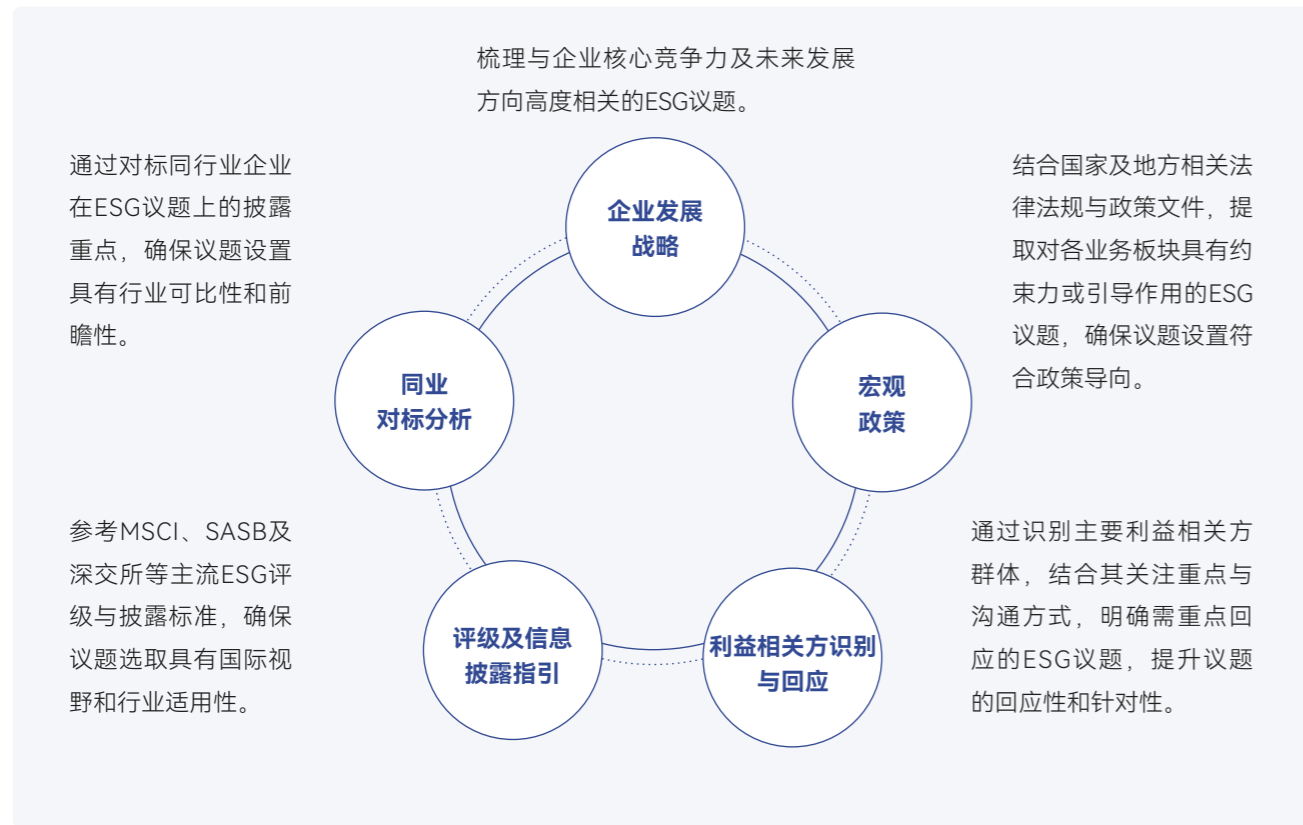 梳理与企业核心竞争力及未来发展
方向高度相关的ESG议题。
企业发展
战略
结合国家及地方相关法
律法规与政策文件，提
取对各业务板块具有约
束力或引导作用的ESG
议题，确保议题设置符
合政策导向。
宏观
政策
通过识别主要利益相关方
群体，结合其关注重点与
沟通方式，明确需重点回
应的ESG议题，提升议题
的回应性和针对性。
利益相关方识别
与回应
参考MSCI、SASB及
深交所等主流ESG评
级与披露标准，确保
议题选取具有国际视
野和行业适用性。
评级及信息
披露指引
通过对标同行业企业
在ESG议题上的披露
重点，确保议题设置
具有行业可比性和前
瞻性。
同业
对标分析